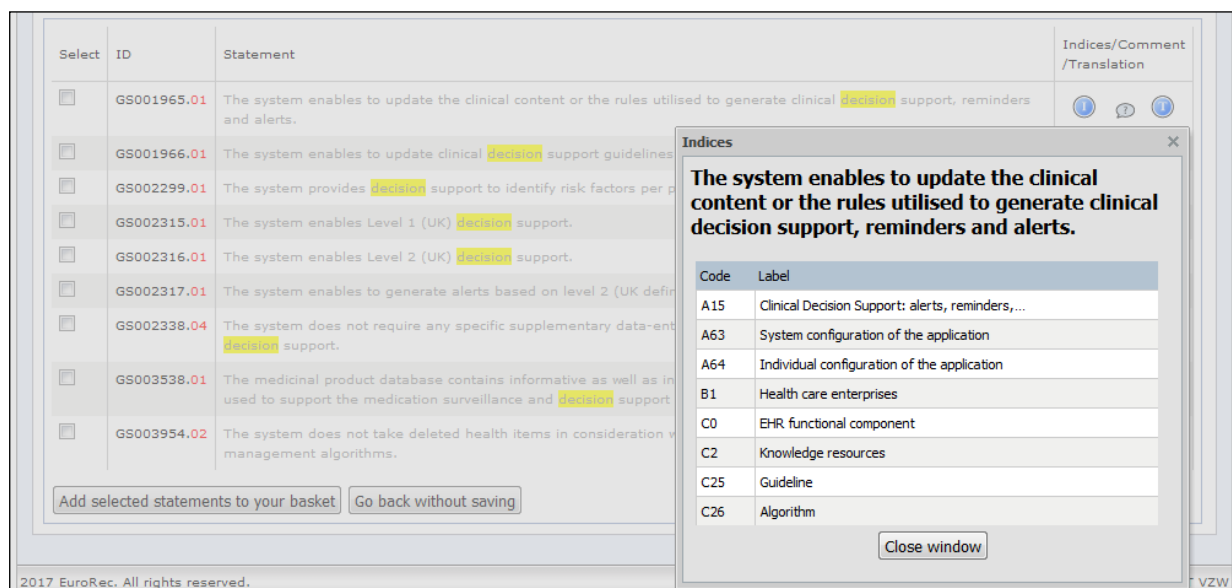 Select ID Statement Indices/Comment
/Translation
GS001965.01 The system enables to update the clinical content or the rules utilised to generate clinical decision support, reminders
and alerts.
GS001966.01 The system enables to update clinical decision support guidelines
GS002299.01 The system provides decision support to identify risk factors per p
GS002315.01 The system enables Level 1 (UK) decision support.
GS002316.01 The system enables Level 2 (UK) decision support.
GS002317.01 The system enables to generate alerts based on level 2 (UK defin
GS002338.04 The system does not require any specific supplementary data-ent
decision support.
GS003538.01 The medicinal product database contains informative as well as in
used to support the medication surveillance and decision support
GS003954.02 The system does not take deleted health items in consideration w
management algorithms.
Add selected statements to your basket Go back without saving
2017 EuroRec. All rights reserved.
Indices
The system enables to update the clinical
content or the rules utilised to generate clinical
decision support, reminders and alerts.
Code Label
A15 Clinical Decision Support: alerts, reminders,...
A63 System configuration of the application
A64 Individual configuration of the application
B1 Health care enterprises
C0 EHR functional component
C2 Knowledge resources
C25 Guideline
C26 Algorithm
Close window
VZW